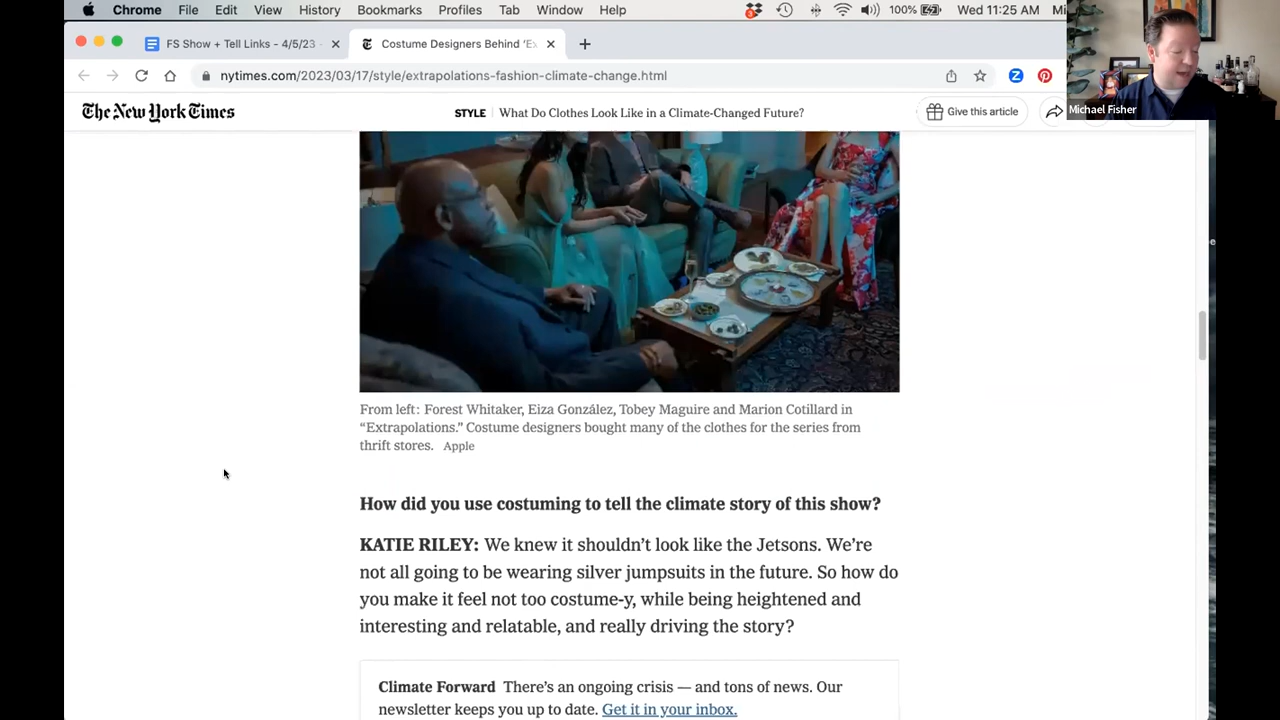 Chrome File Edit View History Bookmarks Profiles Tab Window Help 100% Wed 11:25 AM Mi
FS Show + Tell Links - 4/5/23 Costume Designers Behind 'Ex
nytimes.com/2023/03/17/style/extrapolations-fashion-climate-change.html
Michael Fisher
The New York Times STYLE What Do Clothes Look Like in a Climate-Changed Future? Give this article
From left: Forest Whitaker, Eiza González, Tobey Maguire and Marion Cotillard in
“Extrapolations.” Costume designers bought many of the clothes for the series from
thrift stores. Apple
How did you use costuming to tell the climate story of this show?
KATIE RILEY: We knew it shouldn’t look like the Jetsons. We’re
not all going to be wearing silver jumpsuits in the future. So how do
you make it feel not too costume-y, while being heightened and
interesting and relatable, and really driving the story?
Climate Forward There’s an ongoing crisis — and tons of news. Our
newsletter keeps you up to date. Get it in your inbox.